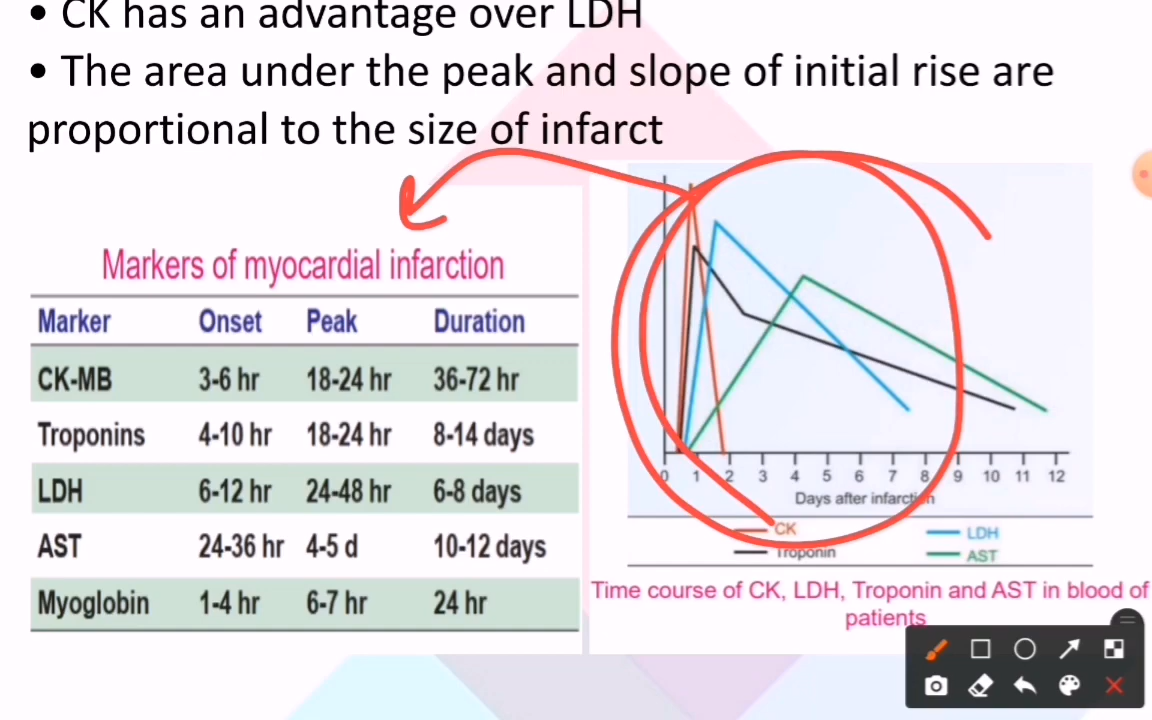 • CK has an advantage over LDH
• The area under the peak and slope of initial rise are
proportional to the size of infarct
Markers of myocardial infarction
Marker Onset Peak Duration
CK-MB 3-6 hr 18-24 hr 36-72 hr
Troponins 4-10 hr 18-24 hr 8-14 days
LDH 6-12 hr 24-48 hr 6-8 days
AST 24-36 hr 4-5 d 10-12 days
Myoglobin 1-4 hr 6-7 hr 24 hr
0 1 2 3 4 5 6 7 8 9 10 11 12
Days after infarction
CK LDH
Troponin AST
Time course of CK, LDH, Troponin and AST in blood of
patients